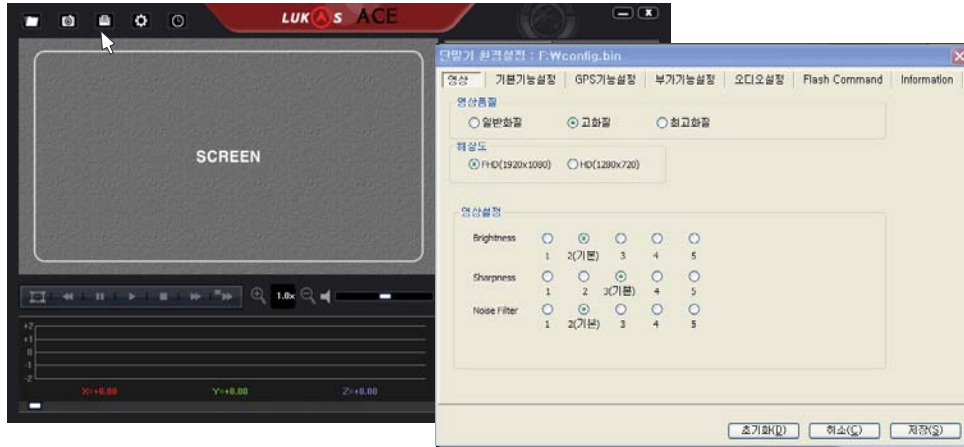 LUKAS ACE
SCREEN
1.0x
+2
+1
0
-1
-2
X=+0.00
Y=+0.00
Z=+0.00
단말기 환경설정 : F:₩config.bin
영상
기본기능설정
GPS기능설정
부가기능설정
오디오설정
Flash Command
Information
영상품질
일반화질
고화질
최고화질
해상도
FHD(1920x1080)
HD(1280x720)
영상설정
Brightness
1 2(기본) 3 4 5
Sharpness
1 2 3(기본) 4 5
Noise Filter
1 2(기본) 3 4 5
초기화(D)
취소(C)
저장(S)